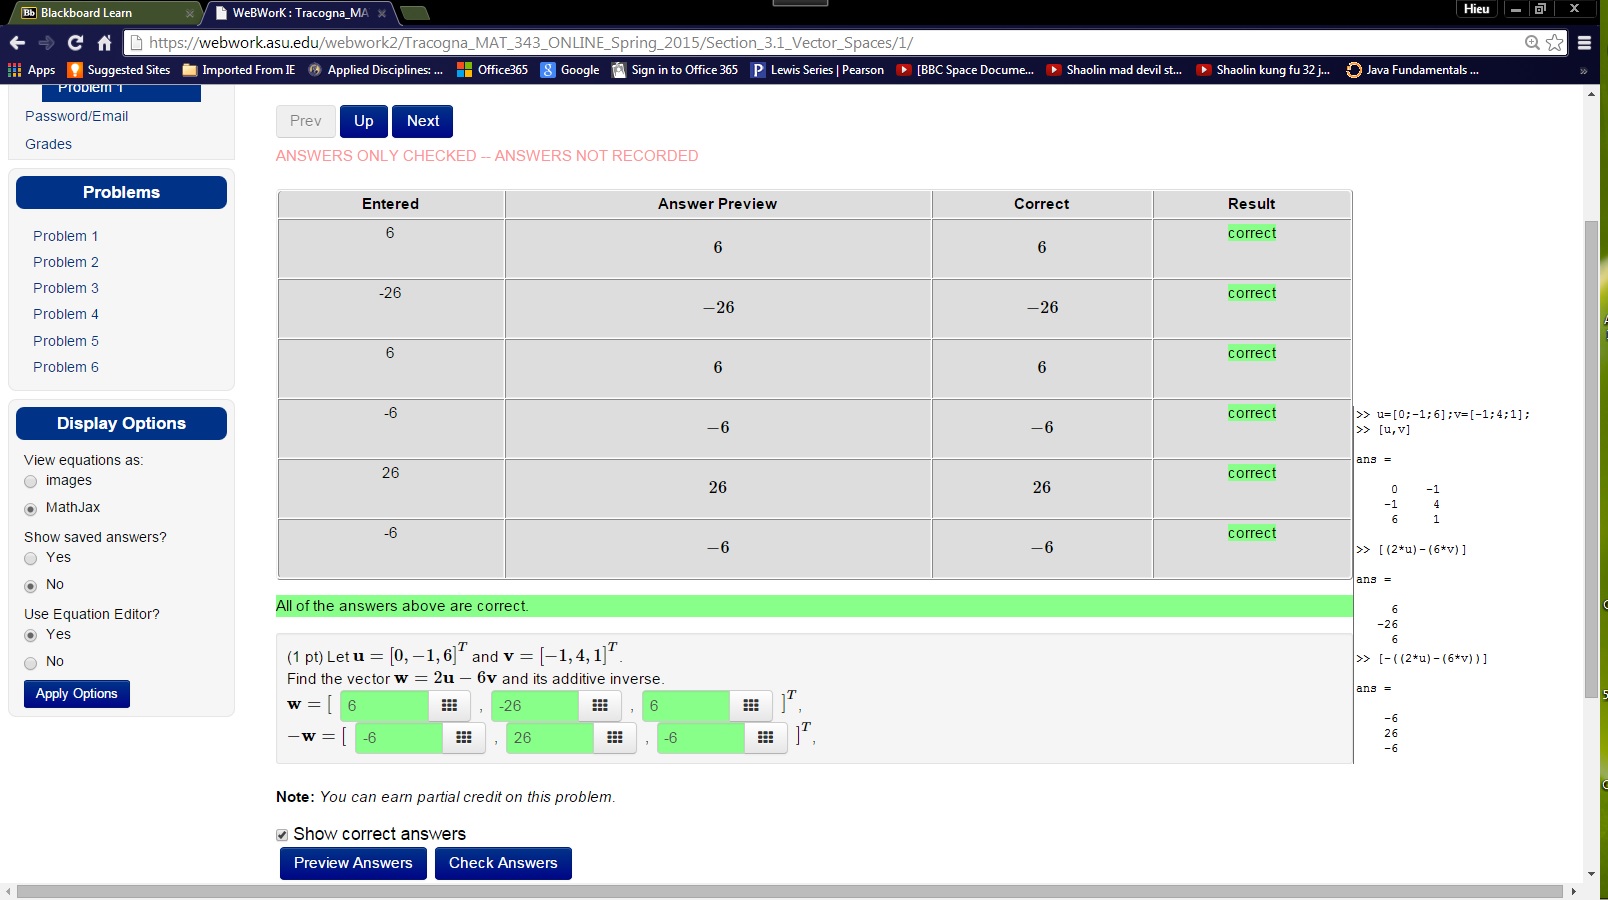 Blackboard Learn
WeBWorK : Tracogna_MA
Hieu
https://webwork.asu.edu/webwork2/Tracogna_MAT_343_ONLINE_Spring_2015/Section_3.1_Vector_Spaces/1/
Apps Suggested Sites Imported From IE Applied Disciplines: ... Office365 Google Sign in to Office 365 Lewis Series | Pearson [BBC Space Docume... Shaolin mad devil st... Shaolin kung fu 32 j... Java Fundamentals ... »
Problem 1
Password/Email
Grades
Problems
Problem 1
Problem 2
Problem 3
Problem 4
Problem 5
Problem 6
Display Options
View equations as:
images
MathJax
Show saved answers?
Yes
No
Use Equation Editor?
Yes
No
Apply Options
Prev Up Next
ANSWERS ONLY CHECKED -- ANSWERS NOT RECORDED
Entered Answer Preview Correct Result
6 6 6 correct
-26 −26 −26 correct
6 6 6 correct
-6 −6 −6 correct
26 26 26 correct
-6 −6 −6 correct
All of the answers above are correct.
(1 pt) Let u = [0, −1, 6]^T and v = [−1, 4, 1]^T.
Find the vector w = 2u − 6v and its additive inverse.
w = [ 6 , -26 , 6 ]^T,
−w = [ -6 , 26 , -6 ]^T,
Note: You can earn partial credit on this problem.
Show correct answers
Preview Answers Check Answers
>> u=[0;-1;6];v=[-1;4;1];
>> [u,v]
ans =
0 -1
-1 4
6 1
>> [(2*u)-(6*v)]
ans =
6
-26
6
>> [-((2*u)-(6*v))]
ans =
-6
26
-6